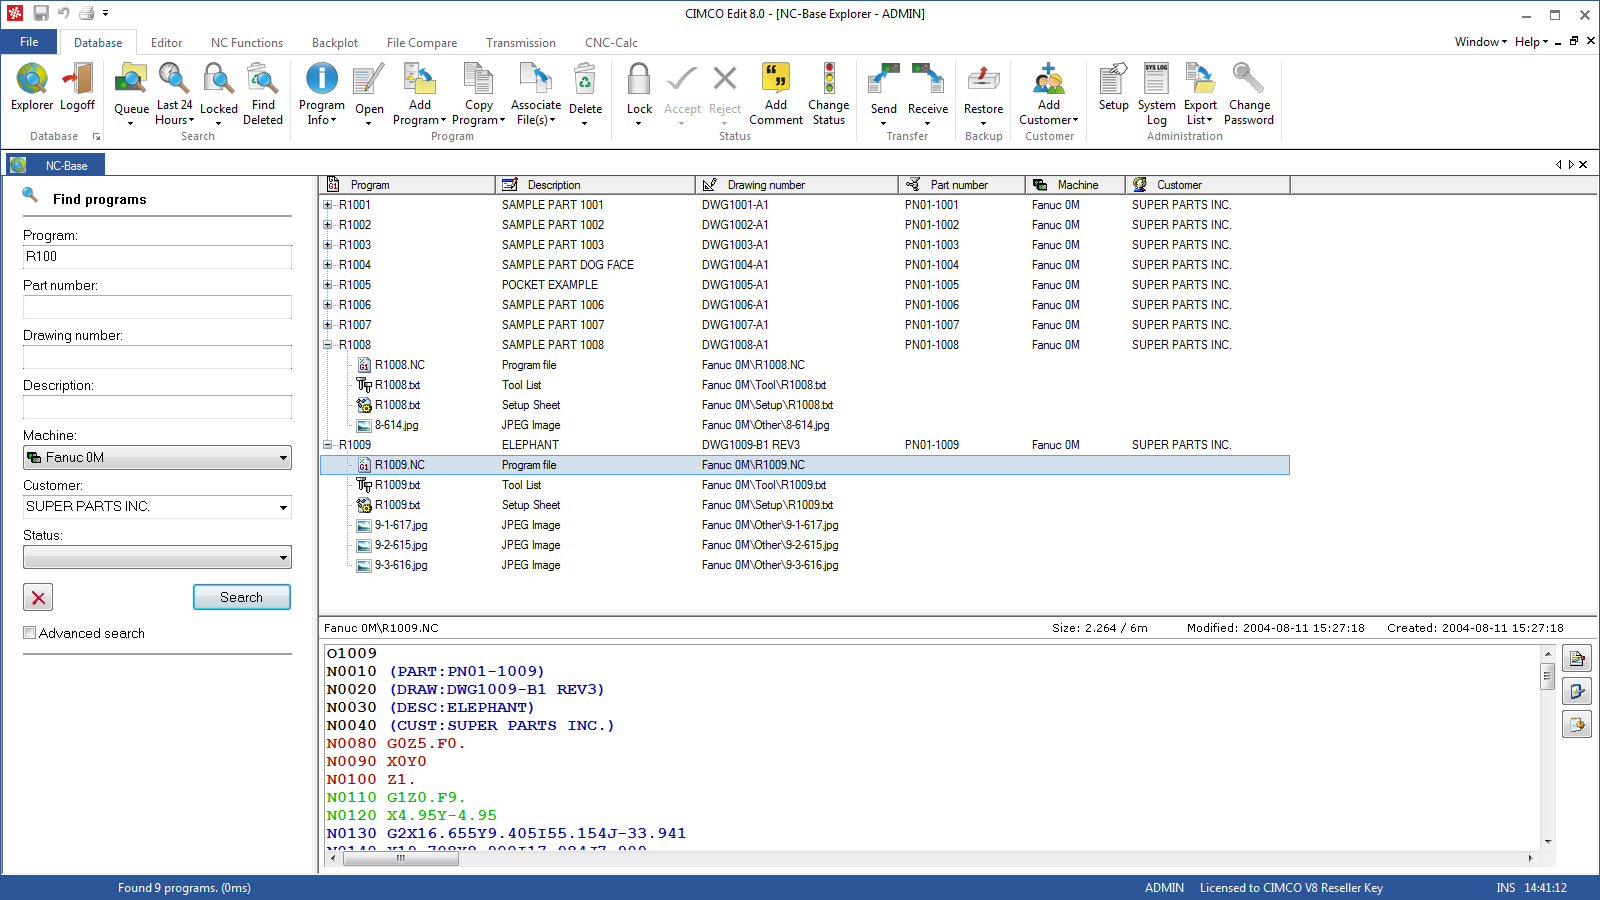 CIMCO Edit 8.0 - [NC-Base Explorer - ADMIN]
File Database Editor NC Functions Backplot File Compare Transmission CNC-Calc Window Help
Explorer Logoff Queue Last 24 Hours Locked Find Deleted Program Info Open Add Program Copy Program Associate File(s) Delete Lock Accept Reject Add Comment Change Status Send Receive Restore Add Customer Setup SYS LOG System Log Export List Change Password
Database Search Program Status Transfer Backup Customer Administration
NC-Base
Find programs
Program:
R100
Part number:
Drawing number:
Description:
Machine:
Fanuc 0M
Customer:
SUPER PARTS INC.
Status:
Search
Advanced search
Program Description Drawing number Part number Machine Customer
R1001 SAMPLE PART 1001 DWG1001-A1 PN01-1001 Fanuc 0M SUPER PARTS INC.
R1002 SAMPLE PART 1002 DWG1002-A1 PN01-1002 Fanuc 0M SUPER PARTS INC.
R1003 SAMPLE PART 1003 DWG1003-A1 PN01-1003 Fanuc 0M SUPER PARTS INC.
R1004 SAMPLE PART DOG FACE DWG1004-A1 PN01-1004 Fanuc 0M SUPER PARTS INC.
R1005 POCKET EXAMPLE DWG1005-A1 PN01-1005 Fanuc 0M SUPER PARTS INC.
R1006 SAMPLE PART 1006 DWG1006-A1 PN01-1006 Fanuc 0M SUPER PARTS INC.
R1007 SAMPLE PART 1007 DWG1007-A1 PN01-1007 Fanuc 0M SUPER PARTS INC.
R1008 SAMPLE PART 1008 DWG1008-A1 PN01-1008 Fanuc 0M SUPER PARTS INC.
R1008.NC Program file Fanuc 0M\R1008.NC
R1008.txt Tool List Fanuc 0M\Tool\R1008.txt
R1008.txt Setup Sheet Fanuc 0M\Setup\R1008.txt
8-614.jpg JPEG Image Fanuc 0M\Other\8-614.jpg
R1009 ELEPHANT DWG1009-B1 REV3 PN01-1009 Fanuc 0M SUPER PARTS INC.
R1009.NC Program file Fanuc 0M\R1009.NC
R1009.txt Tool List Fanuc 0M\Tool\R1009.txt
R1009.txt Setup Sheet Fanuc 0M\Setup\R1009.txt
9-1-617.jpg JPEG Image Fanuc 0M\Other\9-1-617.jpg
9-2-615.jpg JPEG Image Fanuc 0M\Other\9-2-615.jpg
9-3-616.jpg JPEG Image Fanuc 0M\Other\9-3-616.jpg
Fanuc 0M\R1009.NC Size: 2.264 / 6m Modified: 2004-08-11 15:27:18 Created: 2004-08-11 15:27:18
O1009
N0010 (PART:PN01-1009)
N0020 (DRAW:DWG1009-B1 REV3)
N0030 (DESC:ELEPHANT)
N0040 (CUST:SUPER PARTS INC.)
N0080 G0Z5.F0.
N0090 X0Y0
N0100 Z1.
N0110 G1Z0.F9.
N0120 X4.95Y-4.95
N0130 G2X16.655Y9.405I55.154J-33.941
Found 9 programs. (0ms) ADMIN Licensed to CIMCO V8 Reseller Key INS 14:41:12